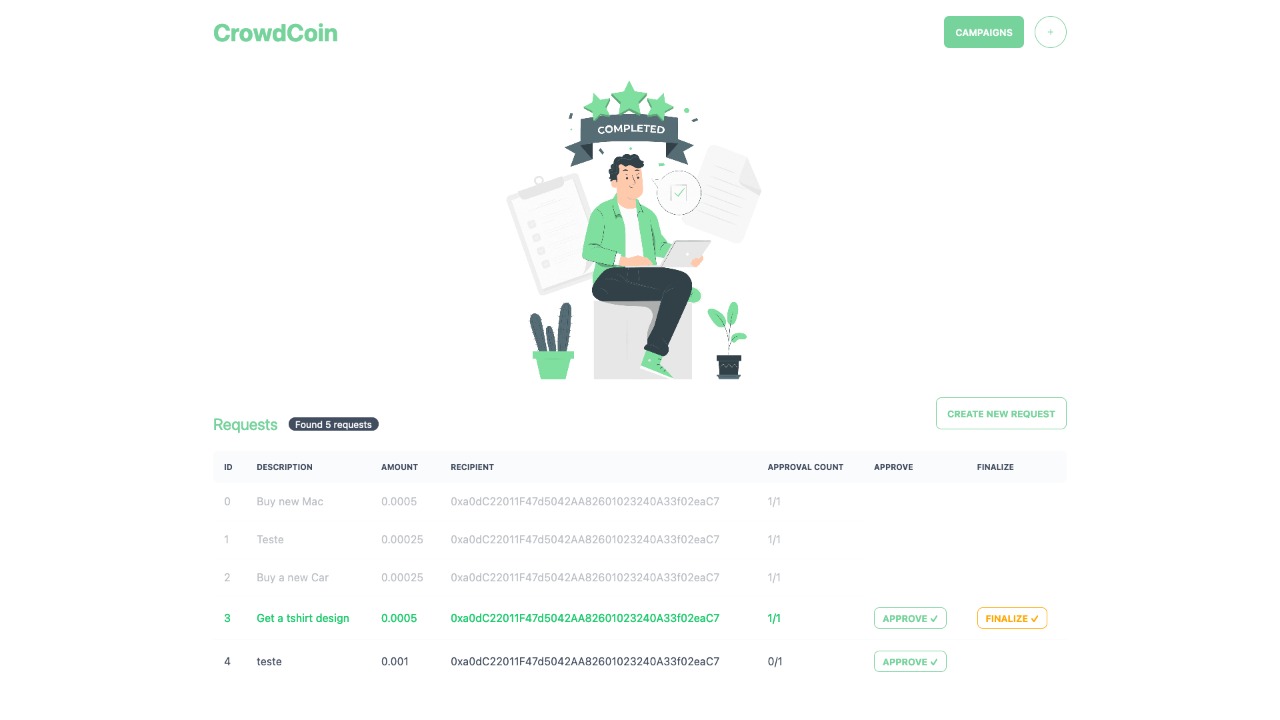 CrowdCoin
CAMPAIGNS +
COMPLETED
CREATE NEW REQUEST
Requests Found 5 requests
ID DESCRIPTION AMOUNT RECIPIENT APPROVAL COUNT APPROVE FINALIZE
0 Buy new Mac 0.0005 0xa0dC22011F47d5042AA82601023240A33f02eaC7 1/1
1 Teste 0.00025 0xa0dC22011F47d5042AA82601023240A33f02eaC7 1/1
2 Buy a new Car 0.00025 0xa0dC22011F47d5042AA82601023240A33f02eaC7 1/1
3 Get a tshirt design 0.0005 0xa0dC22011F47d5042AA82601023240A33f02eaC7 1/1 APPROVE ✓ FINALIZE ✓
4 teste 0.001 0xa0dC22011F47d5042AA82601023240A33f02eaC7 0/1 APPROVE ✓